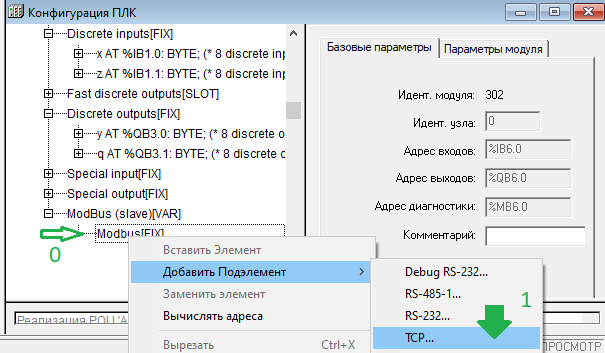 Конфигурация ПЛК
Discrete inputs[FIX]
x AT %IB1.0: BYTE; (* 8 discrete inp
z AT %IB1.1: BYTE; (* 8 discrete inp
Fast discrete outputs[SLOT]
Discrete outputs[FIX]
y AT %QB3.0: BYTE; (* 8 discrete o
q AT %QB3.1: BYTE; (* 8 discrete o
Special input[FIX]
Special output[FIX]
ModBus (slave)[VAR]
Modbus[FIX]
0
Базовые параметры
Параметры модуля
Идент. модуля: 302
Идент. узла: 0
Адрес входов: %IB6.0
Адрес выходов: %QB6.0
Адрес диагностики: %MB6.0
Комментарий:
Вставить Элемент
Добавить Подэлемент
Заменить элемент
Вычислять адреса
Вырезать Ctrl+X
Debug RS-232...
RS-485-1...
RS-232...
TCP...
1
Реализация POU 'A
ПРОСМОТР